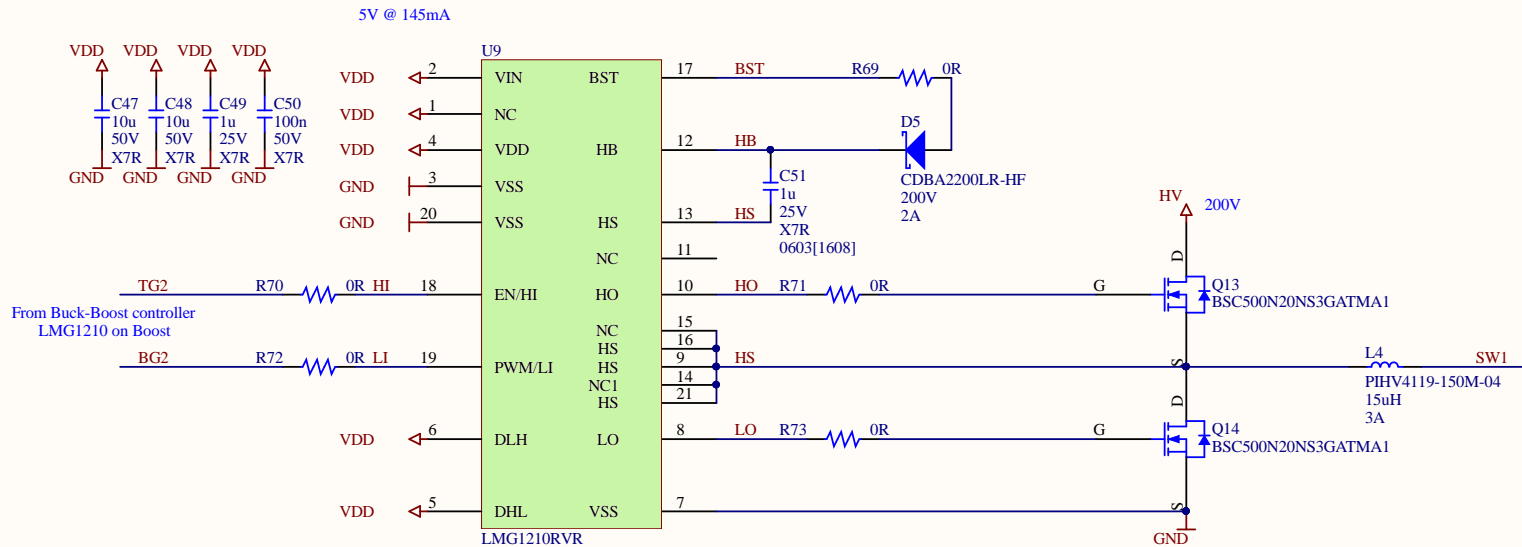 5V @ 145mA
VDD VDD VDD VDD
C47
10u
50V
X7R
GND
C48
10u
50V
X7R
GND
C49
1u
25V
X7R
GND
C50
100n
50V
X7R
GND
U9
VDD 2 VIN
VDD 1 NC
VDD 4 VDD
GND 3 VSS
GND 20 VSS
TG2 R70 0R HI 18 EN/HI
From Buck-Boost controller
LMG1210 on Boost
BG2 R72 0R LI 19 PWM/LI
VDD 6 DLH
VDD 5 DHL
BST 17 BST R69 0R
HB 12 HB
D5
CDBA2200LR-HF
200V
2A
C51
1u
25V
X7R
0603[1608]
HS 13 HS
NC 11
HO 10 HO R71 0R G
NC 15
HS 16
HS 9 HS
NC1 14
HS 21
LO 8 LO R73 0R G
VSS 7
LMG1210RVR
HV 200V
D
Q13
BSC500N20NS3GATMA1
S
L4 SW1
PIHV4119-150M-04
15uH
3A
D
Q14
BSC500N20NS3GATMA1
S
GND